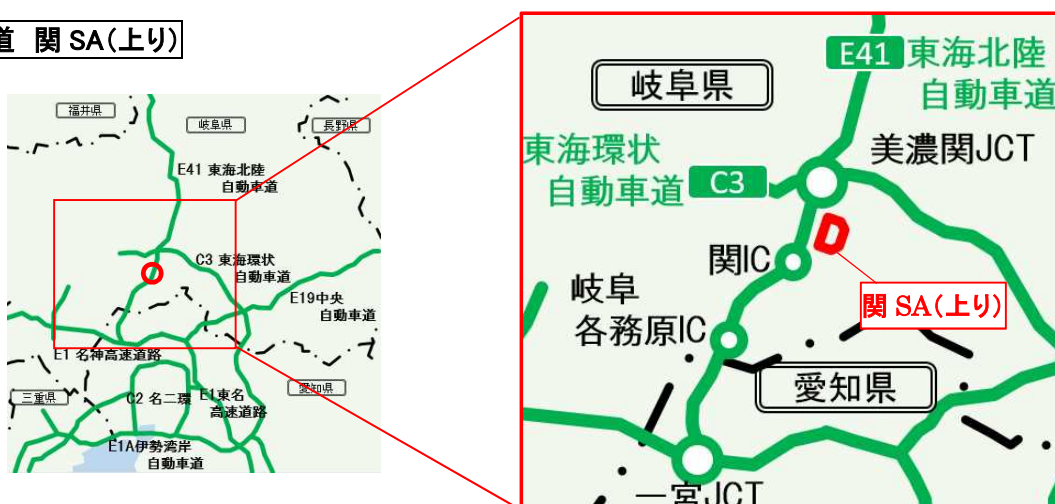 道 関 SA(上り)
福井県
岐阜県
長野県
E41 東海北陸
自動車道
C3 東海環状
自動車道
E19中央
自動車道
E1 名神高速道路
三重県
C2 名二環
E1東名
高速道路
愛知県
E1A伊勢湾岸
自動車道
岐阜県
E41 東海北陸
自動車道
東海環状
自動車道 C3
美濃関JCT
関IC
関 SA(上り)
岐阜
各務原IC
愛知県
一宮JCT